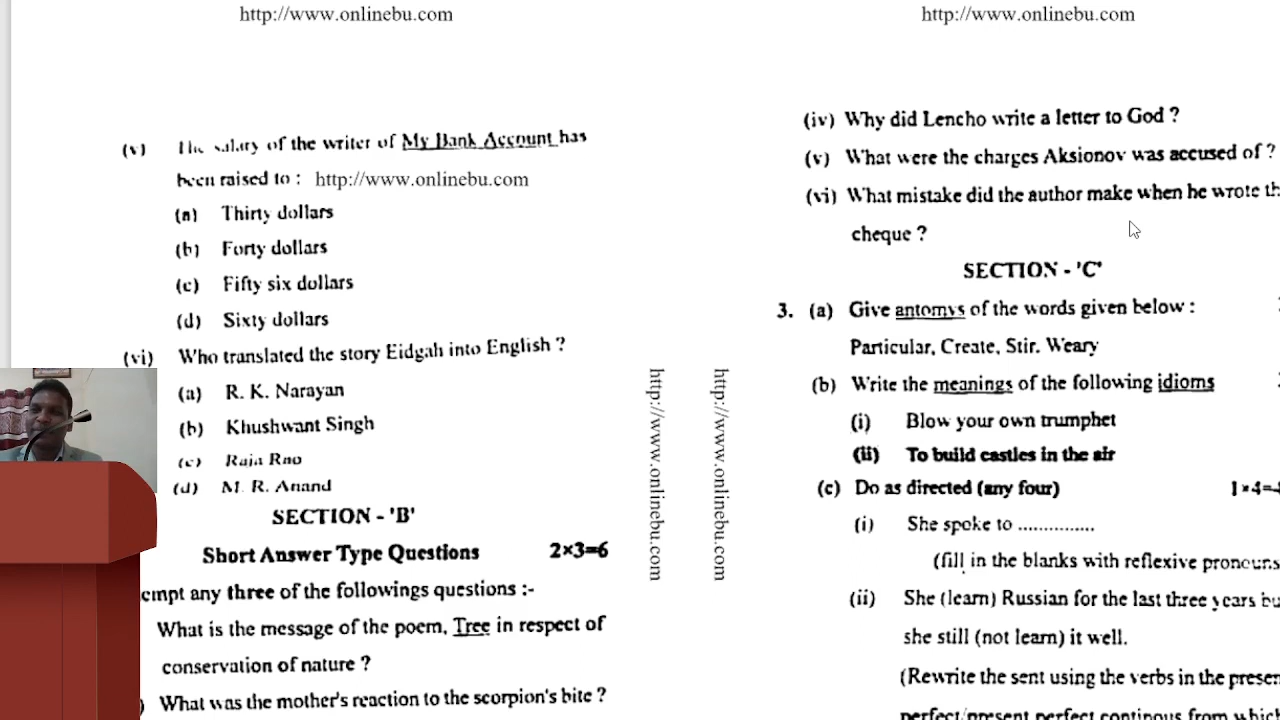 http://www.onlinebu.com
(v) The salary of the writer of My Bank Account has
been raised to : http://www.onlinebu.com
(a) Thirty dollars
(b) Forty dollars
(c) Fifty six dollars
(d) Sixty dollars
(vi) Who translated the story Eidgah into English ?
(a) R. K. Narayan
(b) Khushwant Singh
(c) Raja Rao
(d) M. R. Anand
SECTION - 'B'
Short Answer Type Questions 2×3=6
empt any three of the followings questions :-
What is the message of the poem, Tree in respect of
conservation of nature ?
) What was the mother's reaction to the scorpion's bite ?
http://www.onlinebu.com
http://www.onlinebu.com
http://www.onlinebu.com
(iv) Why did Lencho write a letter to God ?
(v) What were the charges Aksionov was accused of ?
(vi) What mistake did the author make when he wrote th
cheque ?
SECTION - 'C'
3. (a) Give antomys of the words given below :
Particular, Create, Stir, Weary
(b) Write the meanings of the following idioms
(i) Blow your own trumphet
(ii) To build castles in the air
(c) Do as directed (any four) 1×4=4
(i) She spoke to ...............
(fill in the blanks with reflexive pronouns
(ii) She (learn) Russian for the last three years bu
she still (not learn) it well.
(Rewrite the sent using the verbs in the presen
perfect/present perfect continous from which